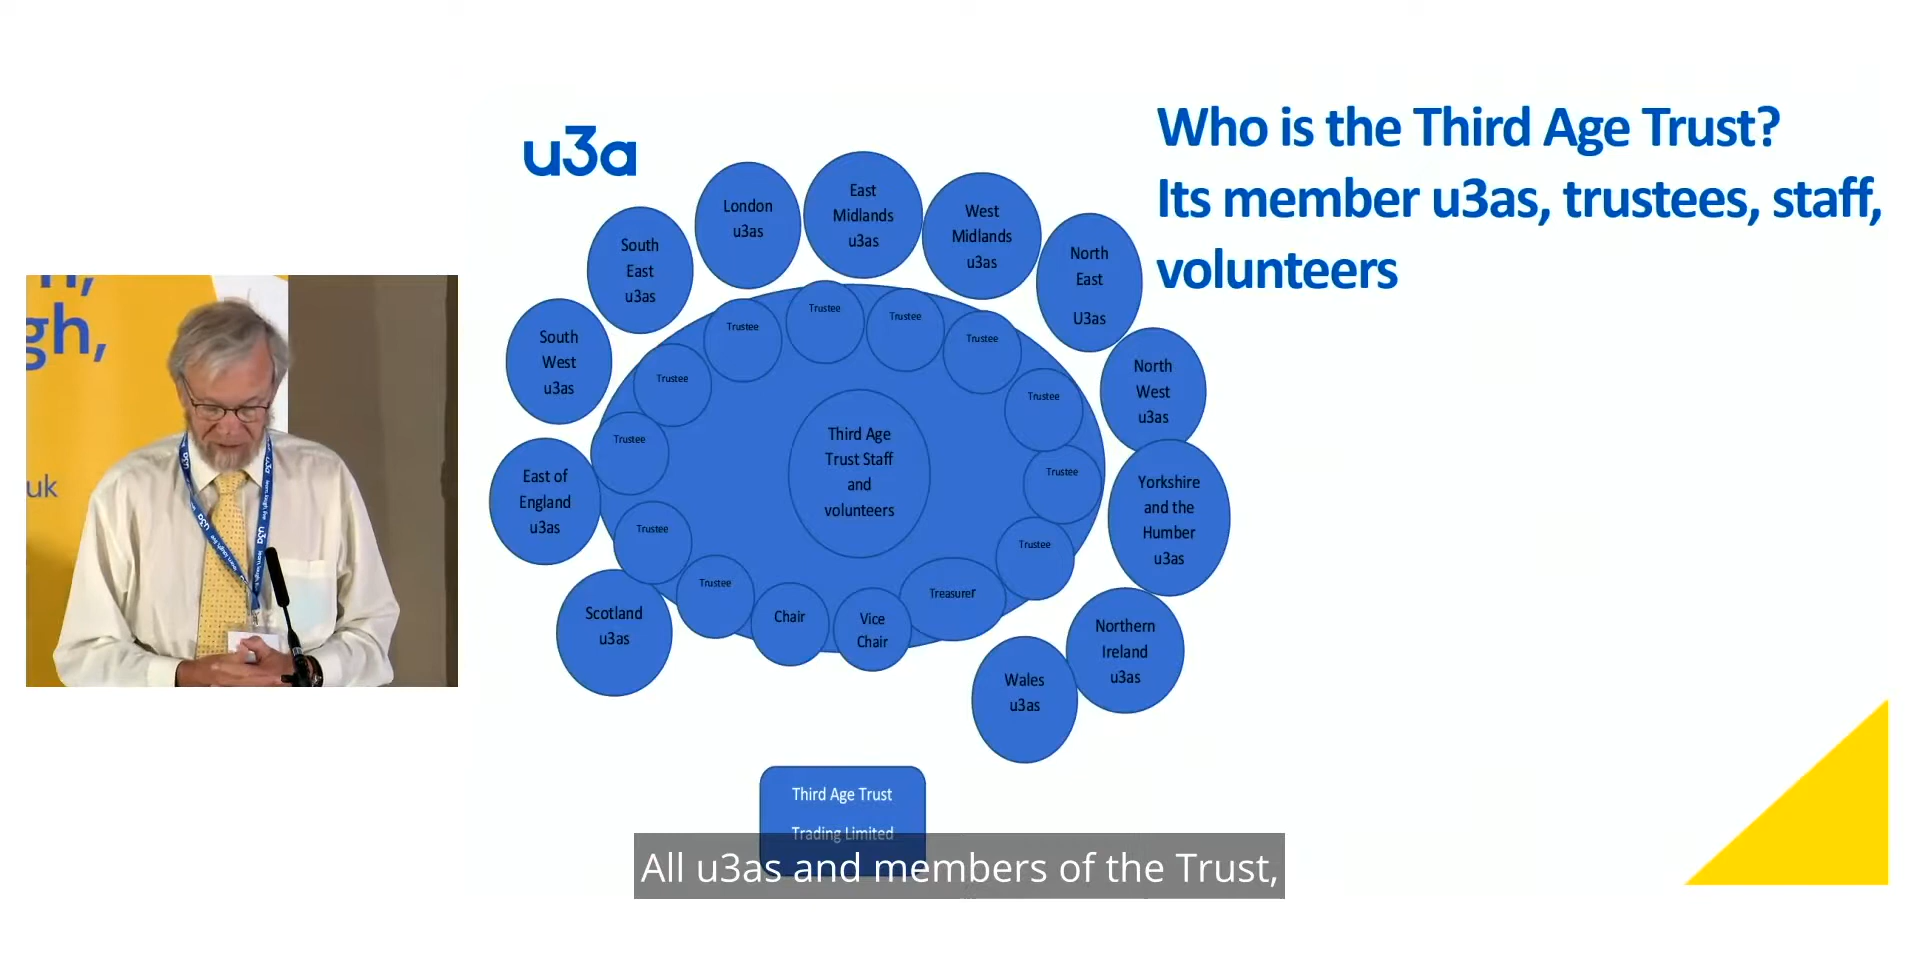 u3a
Who is the Third Age Trust?
Its member u3as, trustees, staff,
volunteers
London
u3as
East
Midlands
u3as
West
Midlands
u3as
North
East
U3as
South
East
u3as
South
West
u3as
North
West
u3as
East of
England
u3as
Yorkshire
and the
Humber
u3as
Scotland
u3as
Northern
Ireland
u3as
Wales
u3as
Trustee
Trustee
Trustee
Trustee
Trustee
Trustee
Trustee
Trustee
Trustee
Trustee
Trustee
Trustee
Chair
Vice
Chair
Treasurer
Third Age
Trust Staff
and
volunteers
Third Age Trust
Trading Limited
All u3as and members of the Trust,
gh,
uk
u3a
u3a